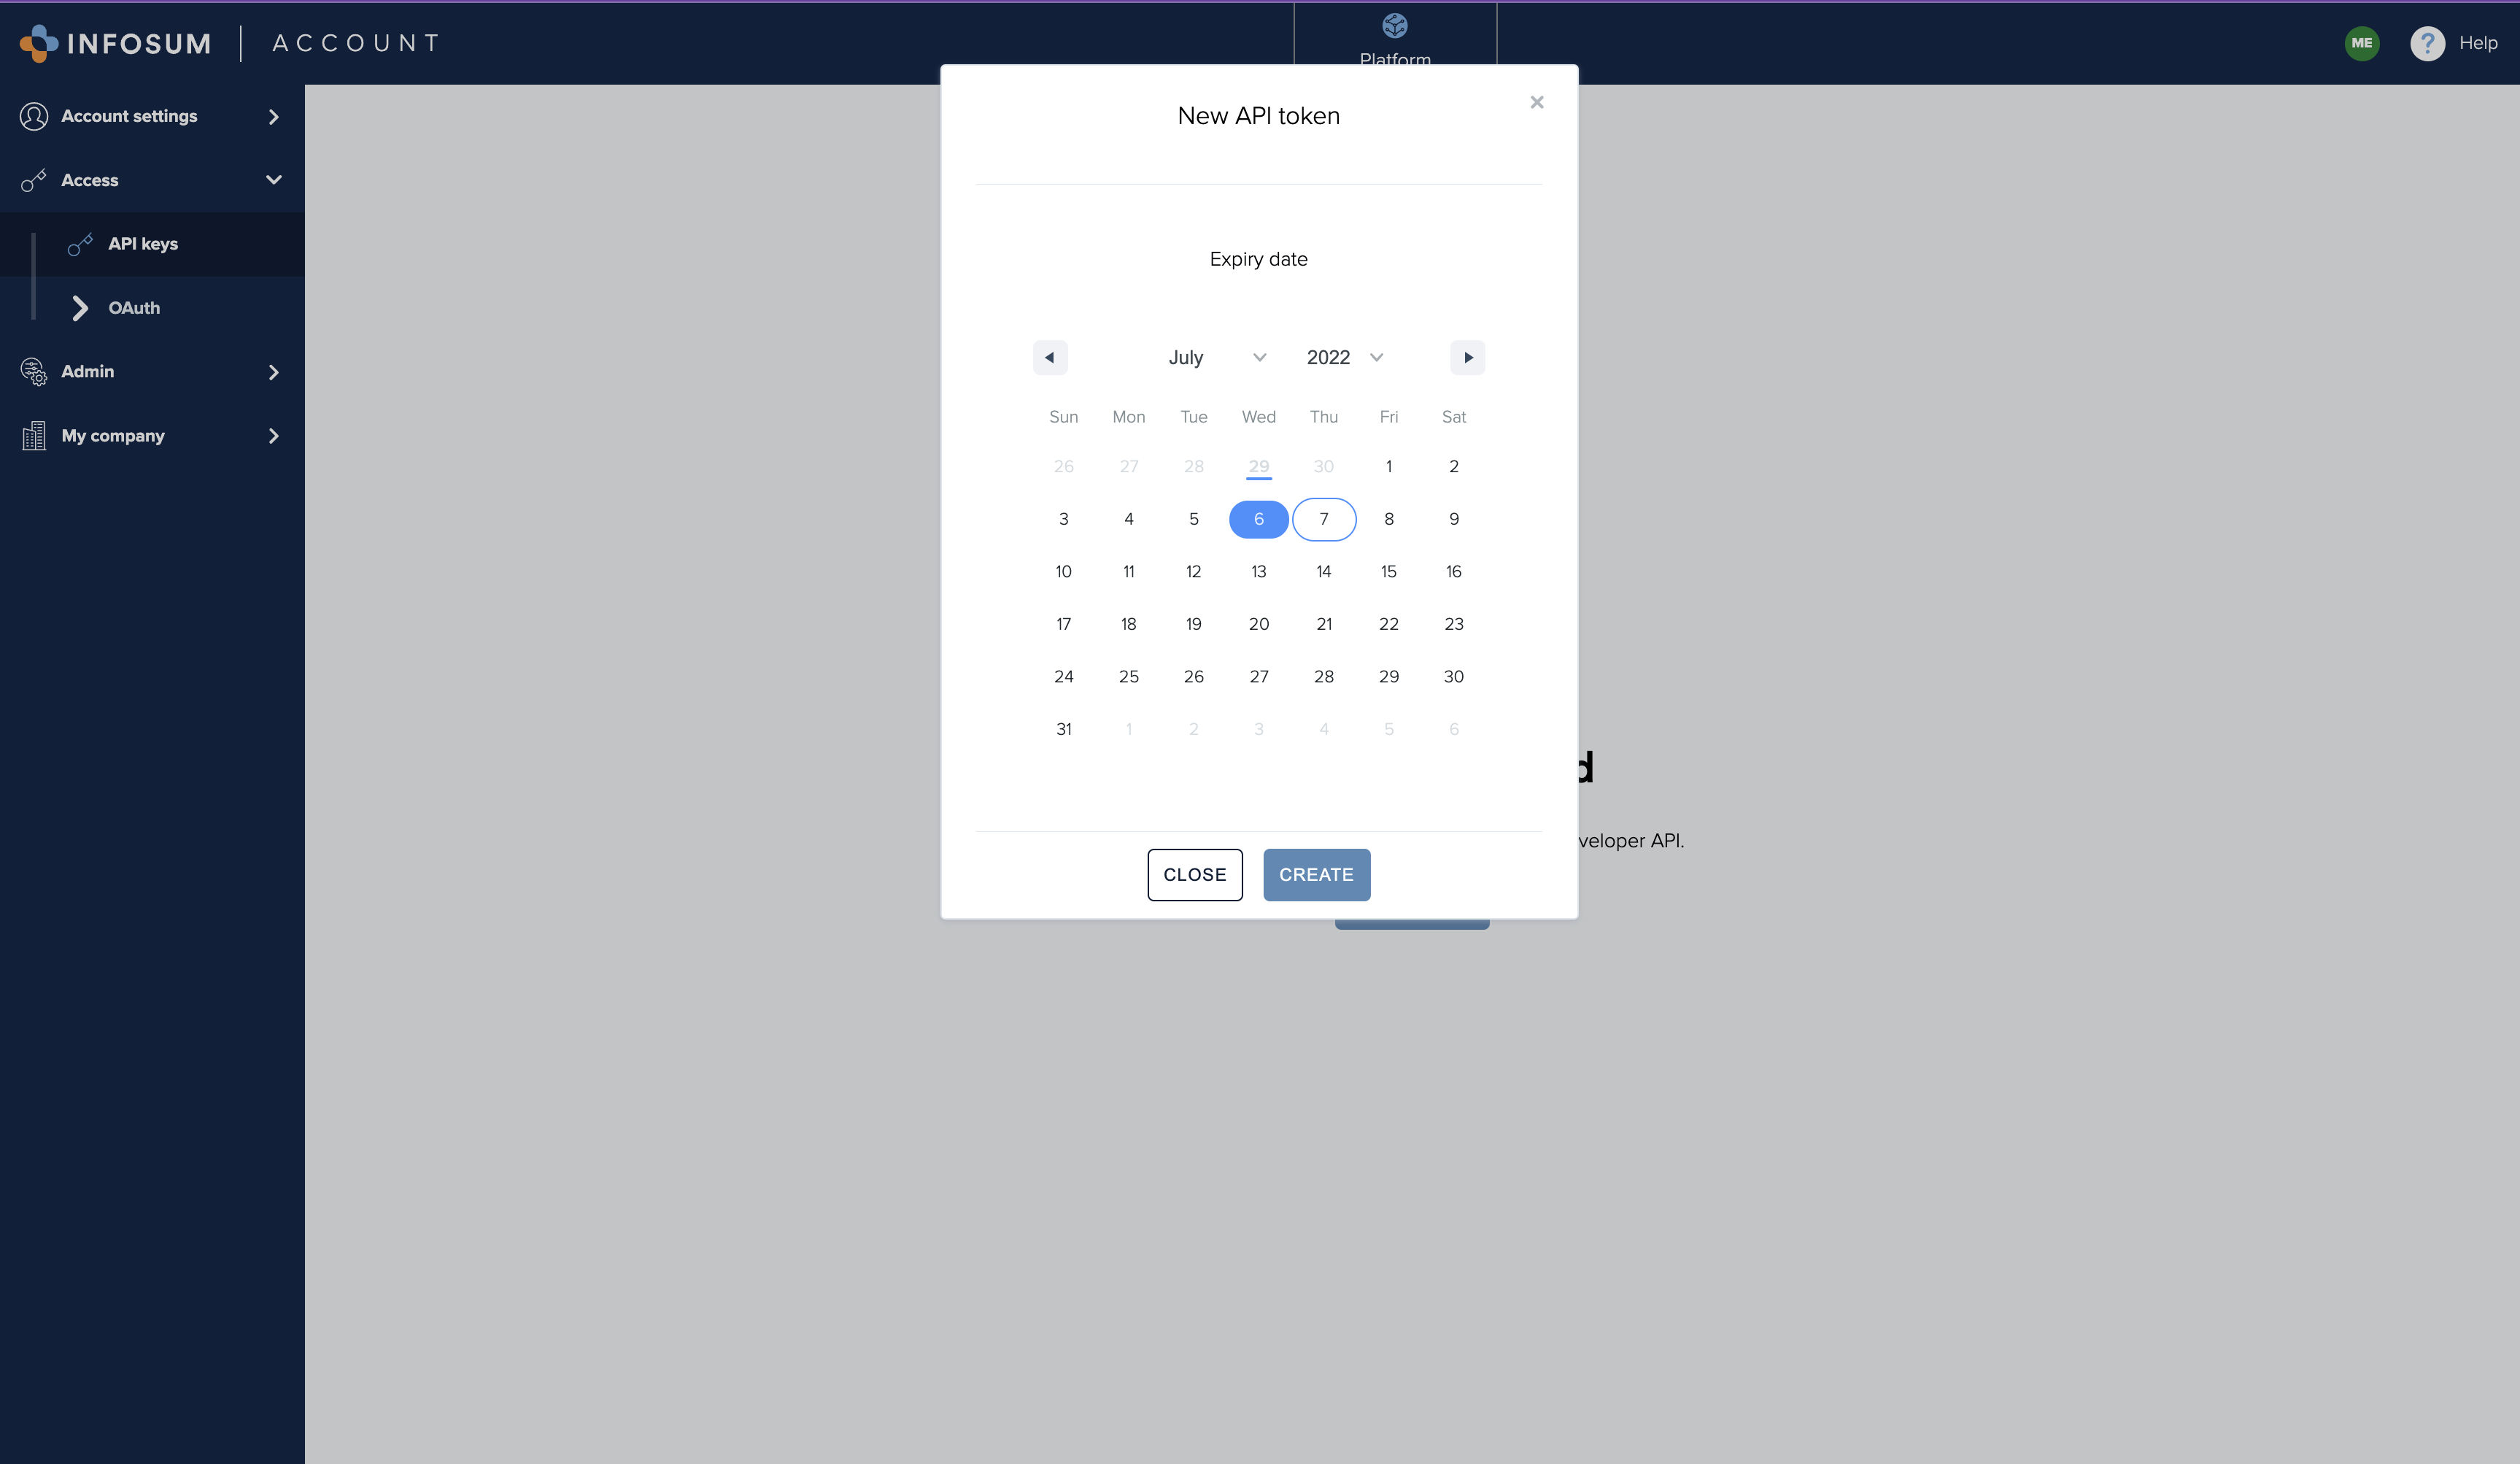 INFOSUM
ACCOUNT
Platform
ME
?
Help
Account settings
Access
API keys
OAuth
Admin
My company
New API token
×
Expiry date
July
2022
Sun Mon Tue Wed Thu Fri Sat
26 27 28 29 30 1 2
3 4 5 6 7 8 9
10 11 12 13 14 15 16
17 18 19 20 21 22 23
24 25 26 27 28 29 30
31 1 2 3 4 5 6
d
veloper API.
CLOSE
CREATE